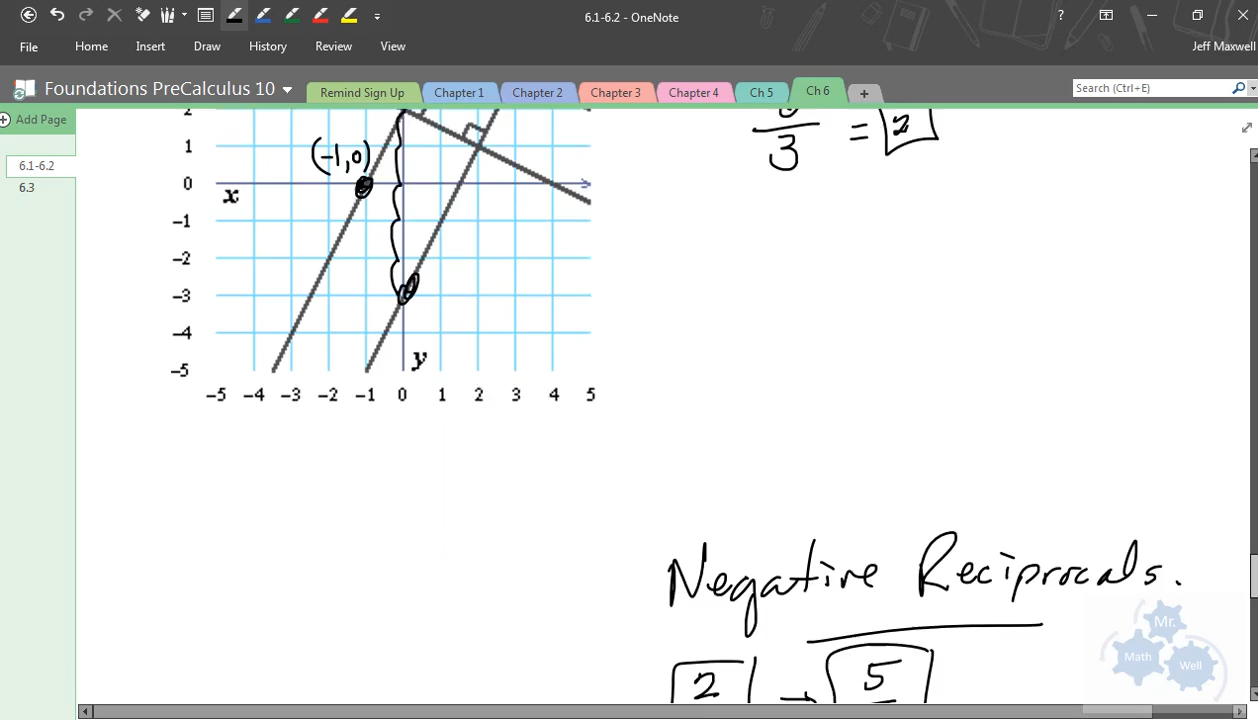 6.1-6.2 - OneNote
?
File
Home
Insert
Draw
History
Review
View
Jeff Maxwell
Foundations PreCalculus 10
Remind Sign Up
Chapter 1
Chapter 2
Chapter 3
Chapter 4
Ch 5
Ch 6
Search (Ctrl+E)
Add Page
6.1-6.2
6.3
2
1
0
-1
-2
-3
-4
-5
(-1,0)
x
y
-5 -4 -3 -2 -1 0 1 2 3 4 5
3 = 2
Negative Reciprocals.
2 → 5
Mr.
Math
Well